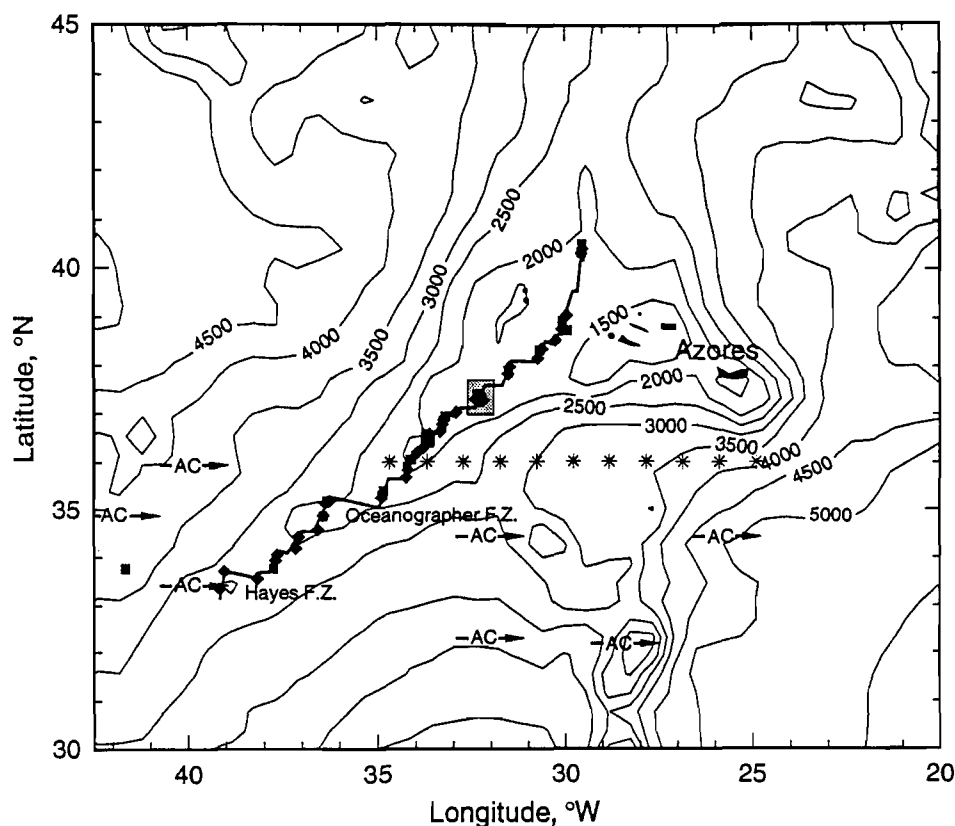 45
40
35
30
Latitude, °N
40
35
30
25
20
Longitude, °W
2500
3000
2000
4500
4000
3500
1500
Azores
2000
2500
3000
3500
4000
4500
5000
AC
AC
Oceanographer F.Z.
AC
AC
AC
Hayes F.Z.
AC
AC